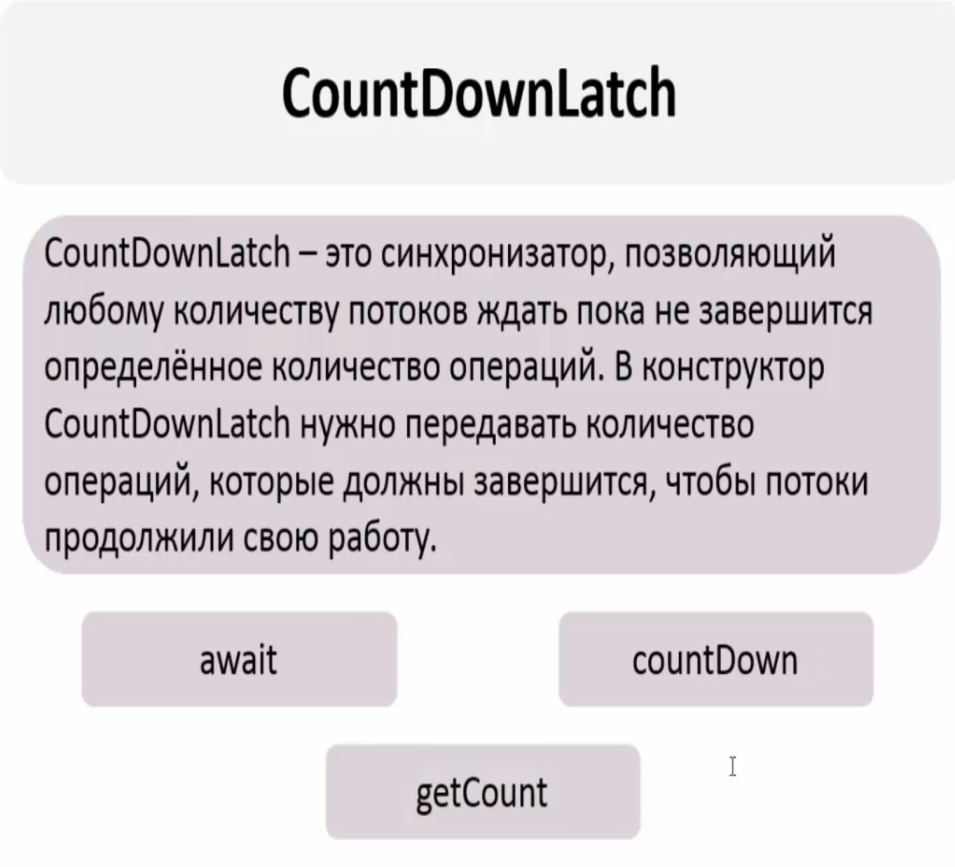 CountDownLatch
CountDownLatch – это синхронизатор, позволяющий
любому количеству потоков ждать пока не завершится
определённое количество операций. В конструктор
CountDownLatch нужно передавать количество
операций, которые должны завершится, чтобы потоки
продолжили свою работу.
await
countDown
getCount